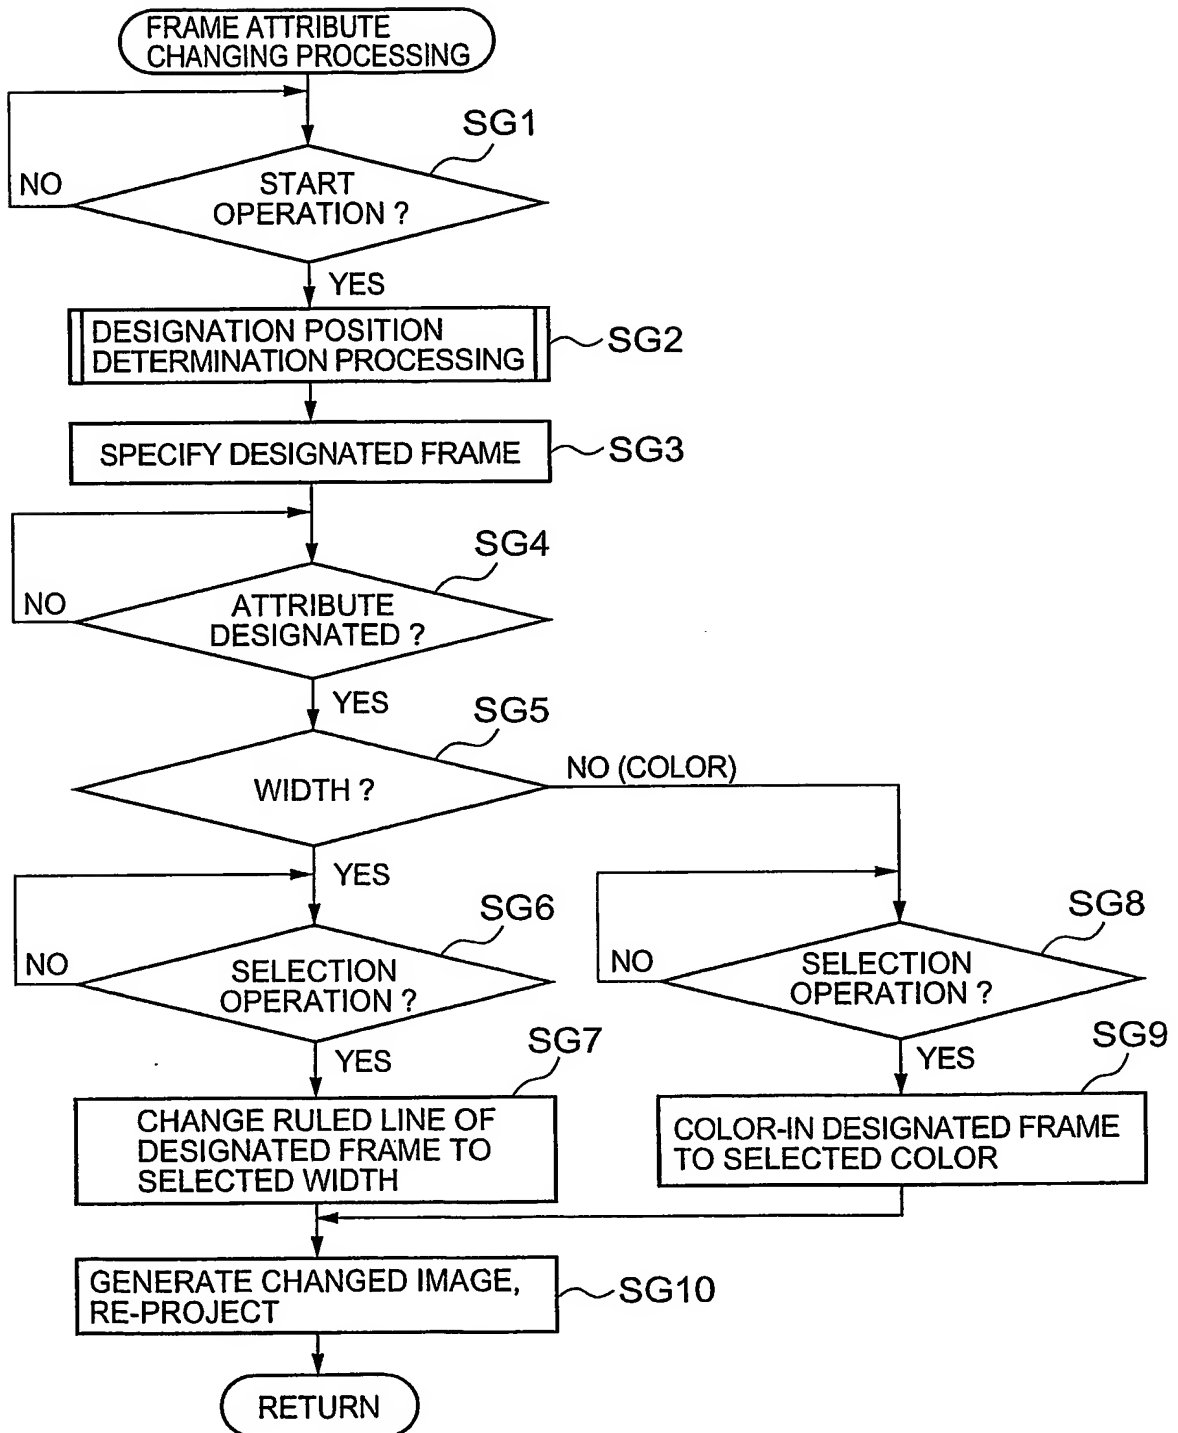 FRAME ATTRIBUTE
CHANGING PROCESSING
SG1
NO
START
OPERATION ?
YES
DESIGNATION POSITION
DETERMINATION PROCESSING
SG2
SPECIFY DESIGNATED FRAME
SG3
SG4
NO
ATTRIBUTE
DESIGNATED ?
YES
SG5
NO (COLOR)
WIDTH ?
YES
SG6
NO
SELECTION
OPERATION ?
YES
SG7
CHANGE RULED LINE OF
DESIGNATED FRAME TO
SELECTED WIDTH
SG8
NO
SELECTION
OPERATION ?
YES
SG9
COLOR-IN DESIGNATED FRAME
TO SELECTED COLOR
GENERATE CHANGED IMAGE,
RE-PROJECT
SG10
RETURN